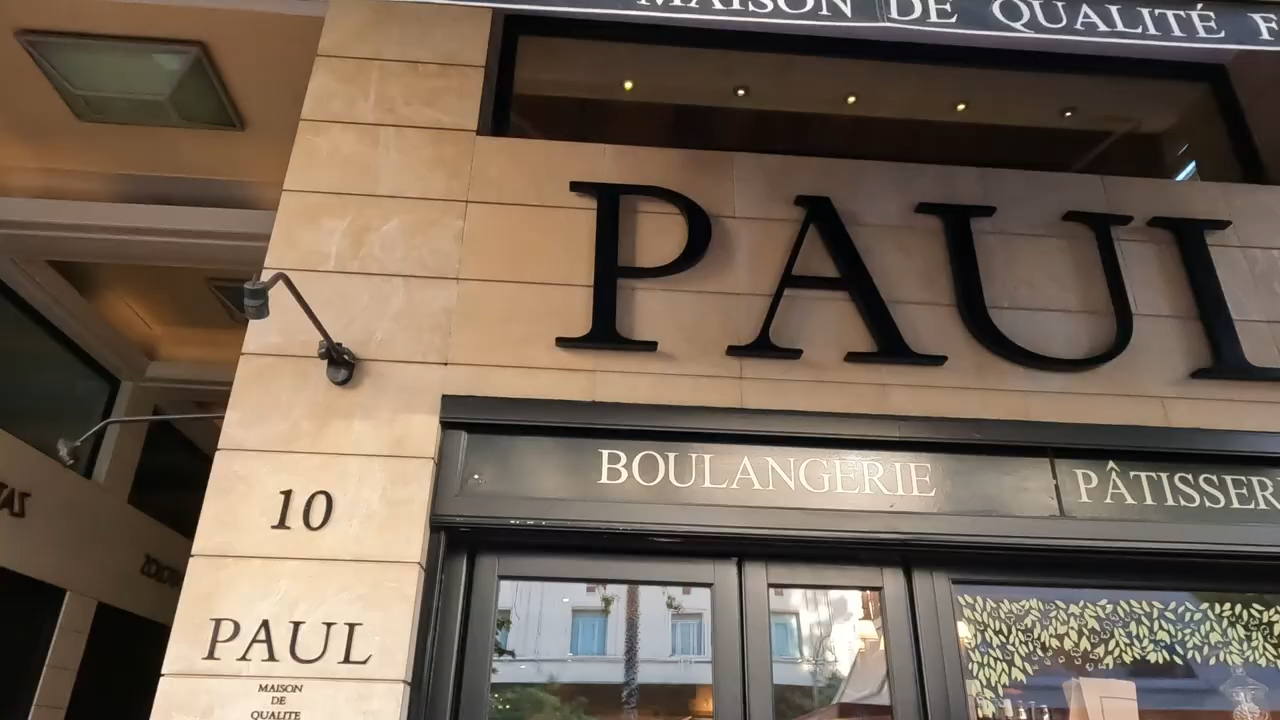 MAISON DE QUALITÉ F
PAUL
BOULANGERIE
PÂTISSER
10
PAUL
MAISON
DE
QUALITE